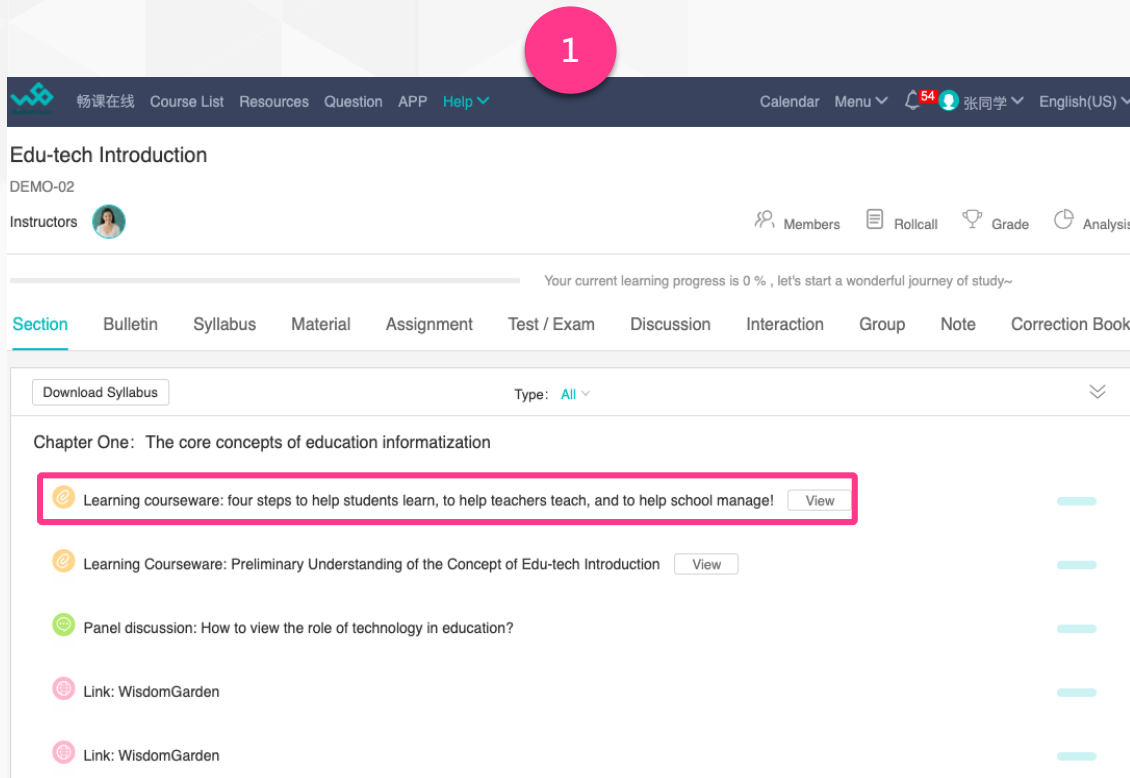 1
畅课在线 Course List Resources Question APP Help Calendar Menu 54 张同学 English(US)
Edu-tech Introduction
DEMO-02
Instructors
Members Rollcall Grade Analysis
Your current learning progress is 0 % , let's start a wonderful journey of study~
Section Bulletin Syllabus Material Assignment Test / Exam Discussion Interaction Group Note Correction Book
Download Syllabus Type： All
Chapter One： The core concepts of education informatization
Learning courseware: four steps to help students learn, to help teachers teach, and to help school manage! View
Learning Courseware: Preliminary Understanding of the Concept of Edu-tech Introduction View
Panel discussion: How to view the role of technology in education?
Link: WisdomGarden
Link: WisdomGarden